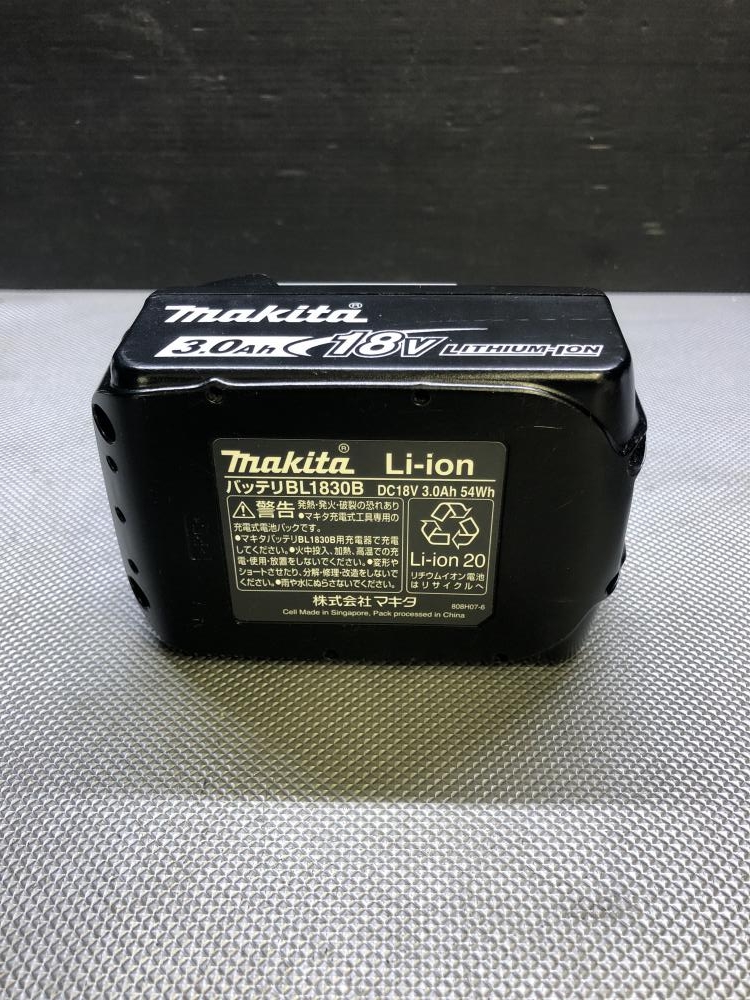 makita®
3.0Ah 18V LITHIUM-ION
makita® Li-ion
バッテリBL1830B DC18V 3.0Ah 54Wh
⚠警告 発熱・発火・破裂の恐れあり
●マキタ充電式工具専用の
充電式電池パックです。
●マキタバッテリBL1830B用充電器で充電
してください。●火中投入、加熱、高温での充
電・使用・放置をしないでください。●変形や
ショートさせたり、分解・修理・改造をしないで
ください。●雨や水にぬらさないでください。
Li-ion 20
リチウムイオン電池
はリサイクルへ
株式会社マキタ
808H07-6
Cell Made in Singapore, Pack processed in China